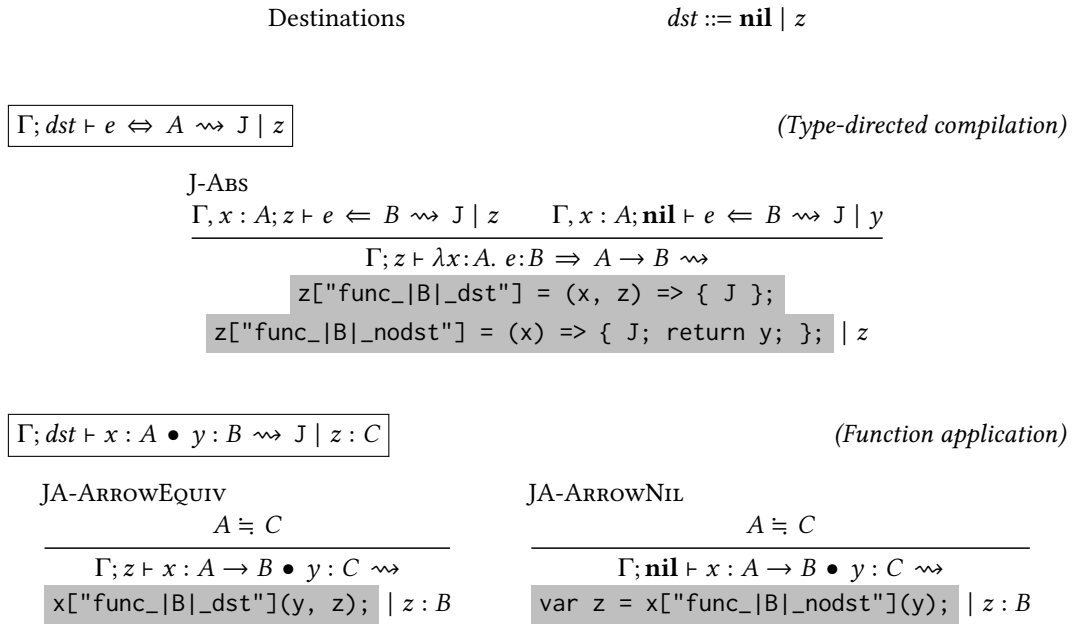 Destinations dst ::= nil | z
Γ; dst ⊢ e ⇔ A ⇝ J | z (Type-directed compilation)
J-Abs
Γ, x : A; z ⊢ e ⇐ B ⇝ J | z Γ, x : A; nil ⊢ e ⇐ B ⇝ J | y
Γ; z ⊢ λx:A. e:B ⇒ A → B ⇝
z["func_|B|_dst"] = (x, z) => { J };
z["func_|B|_nodst"] = (x) => { J; return y; }; | z
Γ; dst ⊢ x : A • y : B ⇝ J | z : C (Function application)
JA-ArrowEquiv JA-ArrowNil
A ≒ C A ≒ C
Γ; z ⊢ x : A → B • y : C ⇝ Γ; nil ⊢ x : A → B • y : C ⇝
x["func_|B|_dst"](y, z); | z : B var z = x["func_|B|_nodst"](y); | z : B